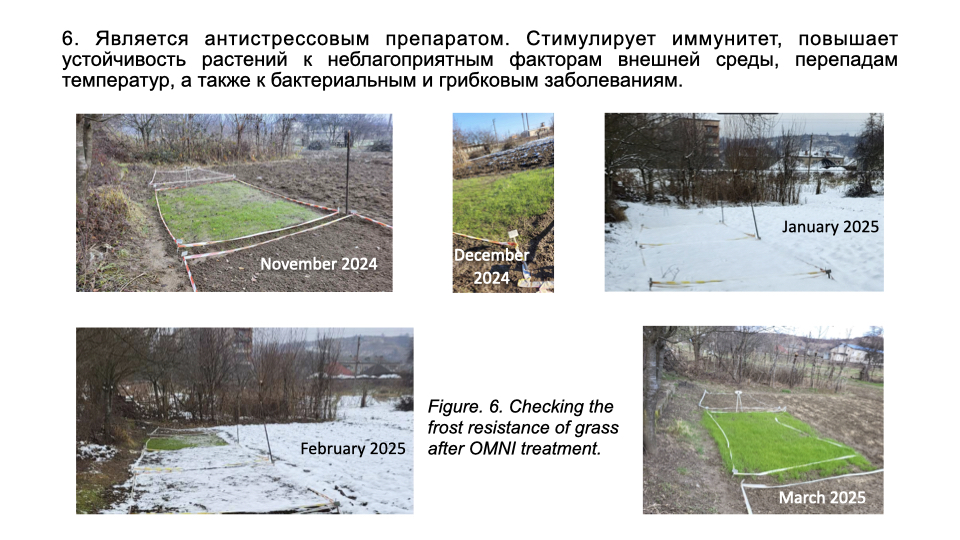 6. Является антистрессовым препаратом. Стимулирует иммунитет, повышает
устойчивость растений к неблагоприятным факторам внешней среды, перепадам
температур, а также к бактериальным и грибковым заболеваниям.
November 2024
December
2024
January 2025
February 2025
Figure. 6. Checking the
frost resistance of grass
after OMNI treatment.
March 2025